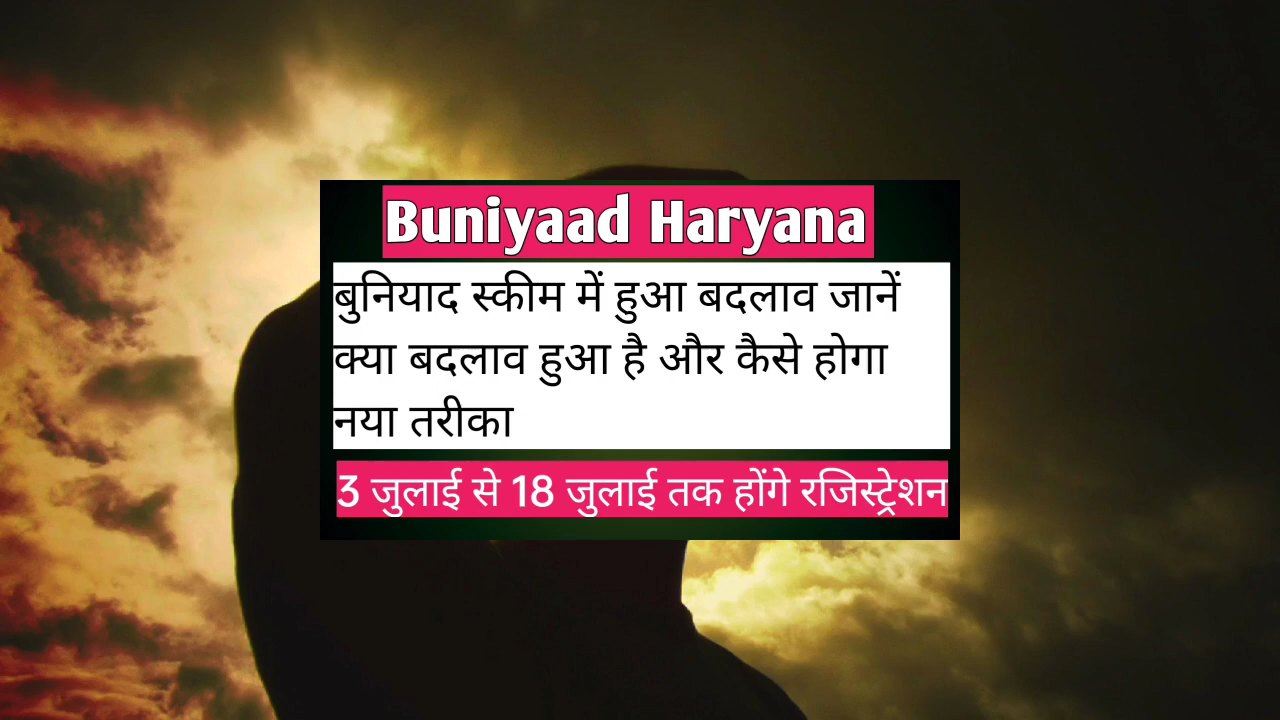 Buniyaad Haryana
बुनियाद स्कीम में हुआ बदलाव जानें
क्या बदलाव हुआ है और कैसे होगा
नया तरीका
3 जुलाई से 18 जुलाई तक होंगे रजिस्ट्रेशन